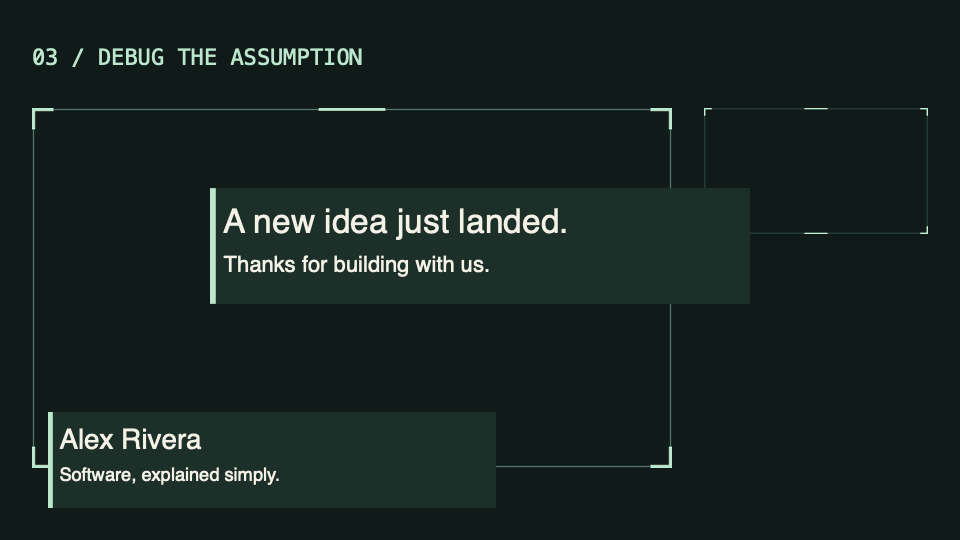 03 / DEBUG THE ASSUMPTION
A new idea just landed.
Thanks for building with us.
Alex Rivera
Software, explained simply.